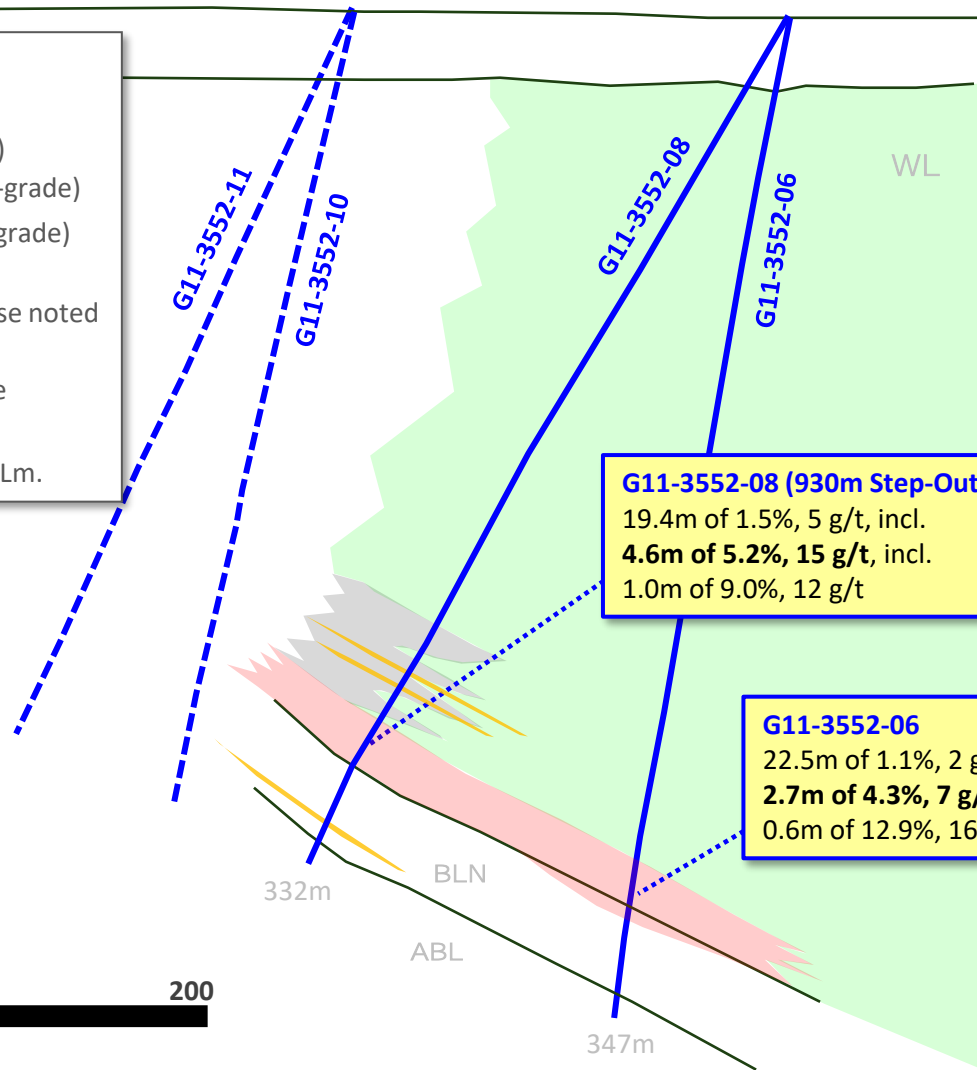 )
-grade)
grade)
se noted
e
Lm.
G11-3552-11
G11-3552-10
G11-3552-08
G11-3552-06
WL
G11-3552-08 (930m Step-Out
19.4m of 1.5%, 5 g/t, incl.
4.6m of 5.2%, 15 g/t, incl.
1.0m of 9.0%, 12 g/t
G11-3552-06
22.5m of 1.1%, 2 g
2.7m of 4.3%, 7 g/
0.6m of 12.9%, 16
BLN
332m
ABL
200
347m